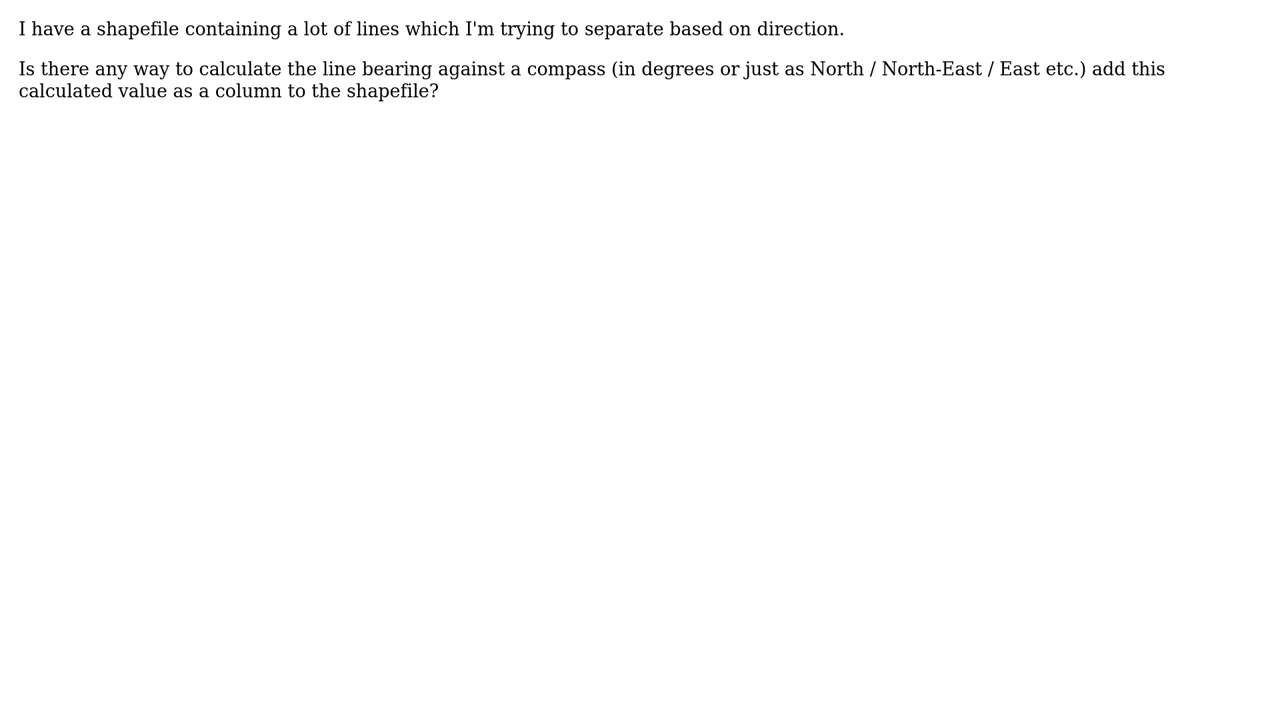 I have a shapefile containing a lot of lines which I'm trying to separate based on direction.
Is there any way to calculate the line bearing against a compass (in degrees or just as North / North-East / East etc.) add this
calculated value as a column to the shapefile?